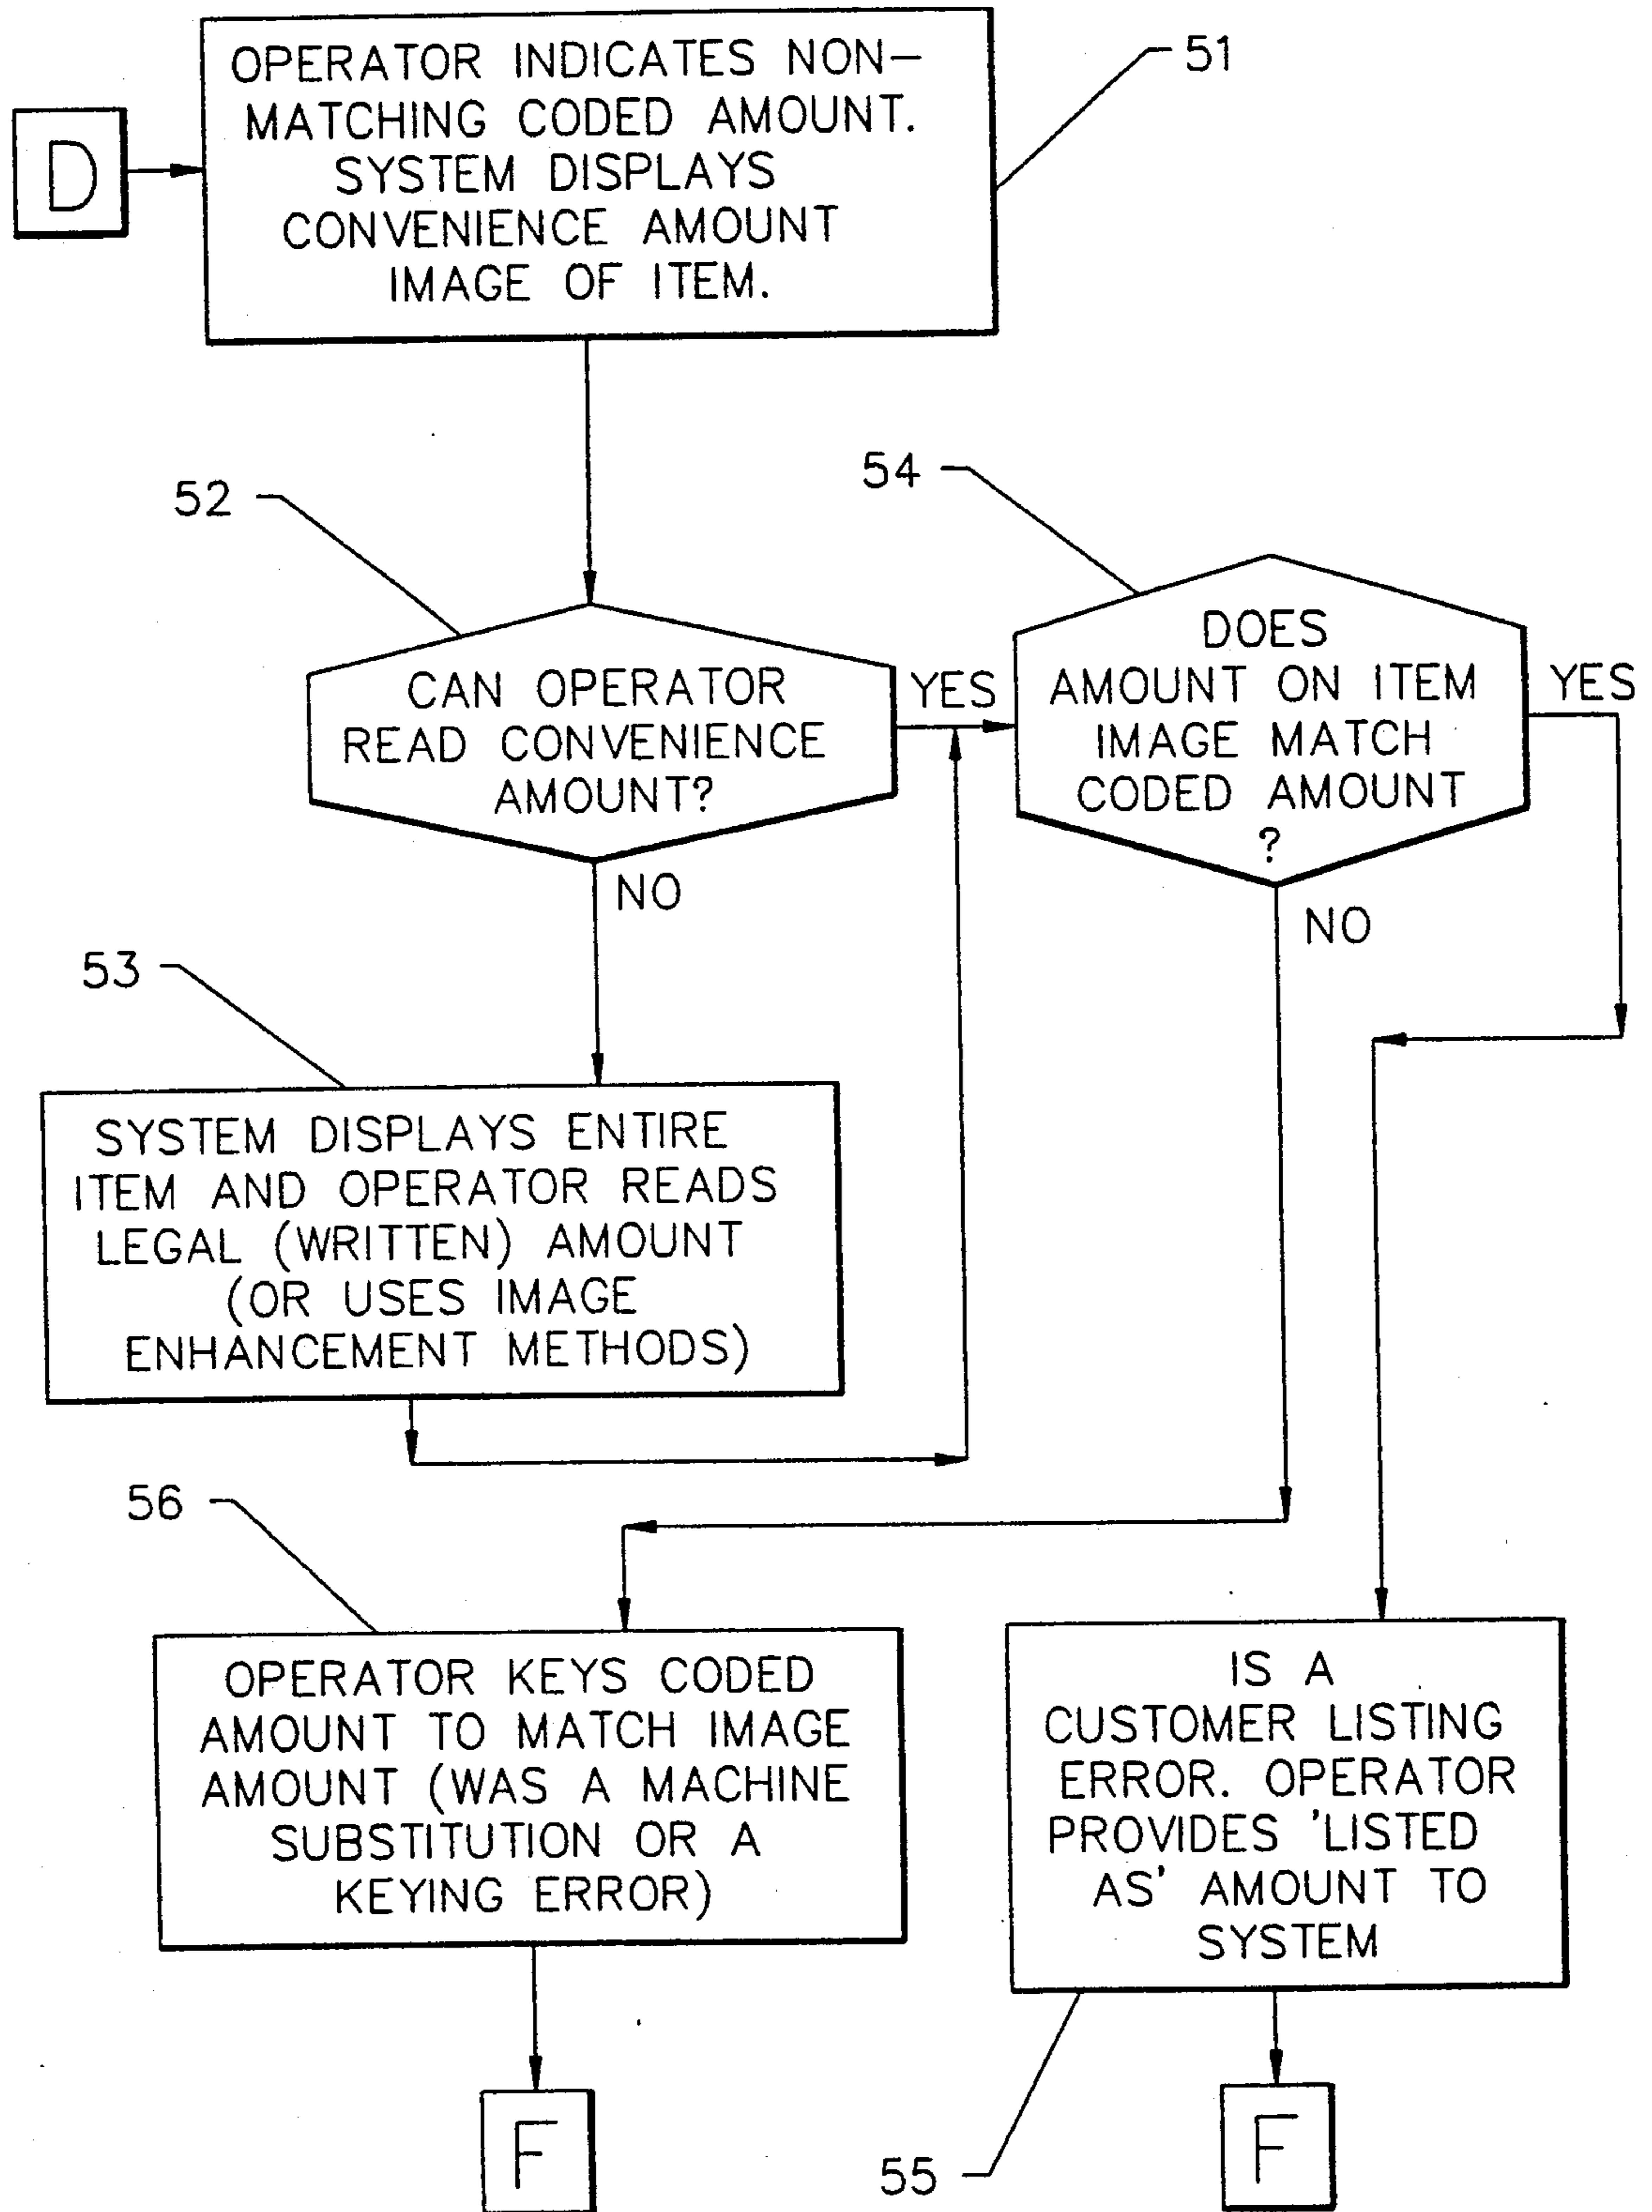 D
OPERATOR INDICATES NON-
MATCHING CODED AMOUNT.
SYSTEM DISPLAYS
CONVENIENCE AMOUNT
IMAGE OF ITEM.
51
52
CAN OPERATOR
READ CONVENIENCE
AMOUNT?
YES
NO
54
DOES
AMOUNT ON ITEM
IMAGE MATCH
CODED AMOUNT
?
YES
NO
53
SYSTEM DISPLAYS ENTIRE
ITEM AND OPERATOR READS
LEGAL (WRITTEN) AMOUNT
(OR USES IMAGE
ENHANCEMENT METHODS)
56
OPERATOR KEYS CODED
AMOUNT TO MATCH IMAGE
AMOUNT (WAS A MACHINE
SUBSTITUTION OR A
KEYING ERROR)
F
IS A
CUSTOMER LISTING
ERROR. OPERATOR
PROVIDES 'LISTED
AS' AMOUNT TO
SYSTEM
55
F